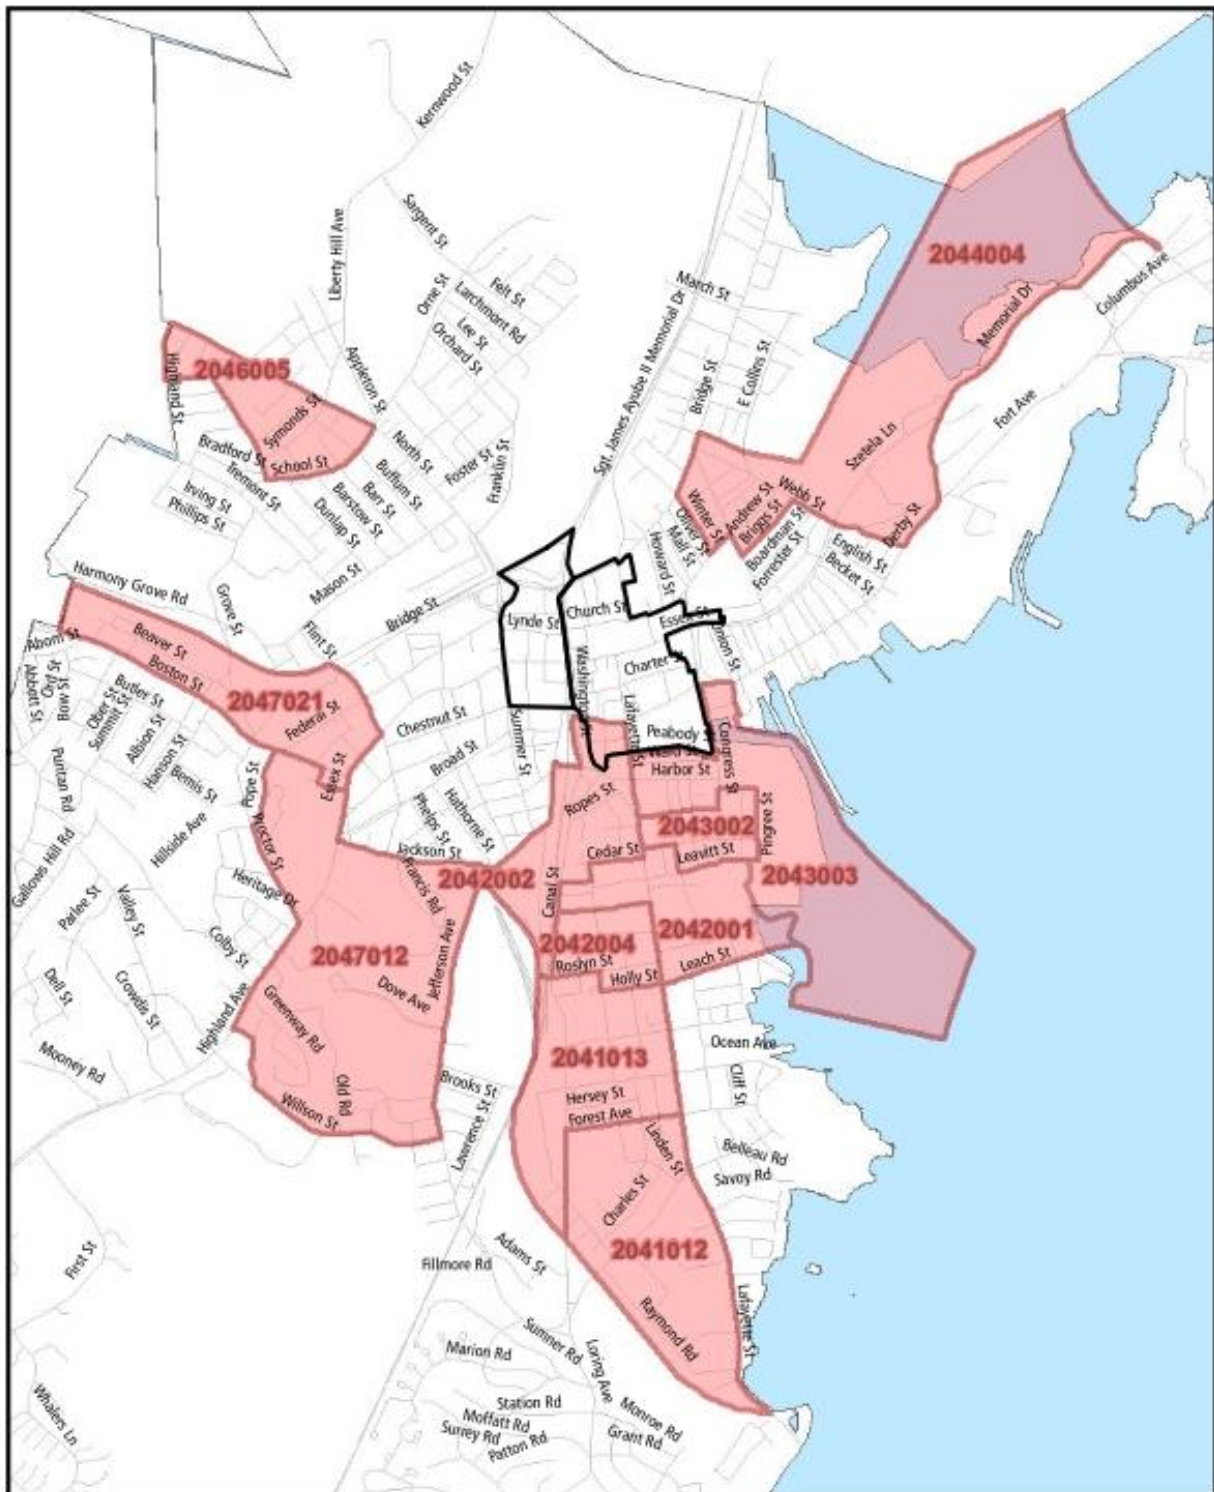 Kernwood St
Sargent St
Liberty Hill Ave
Felt St
Larchmont Rd
Orne St
Lee St
Orchard St
March St
Sgt. James Ayube II Memorial Dr
2044004
Columbus Ave
Memorial Dr
2046005
Highland St
Appleton St
Symonds St
Bridge St
E Collins St
Fort Ave
Bradford St
School St
North St
Foster St
Franklin St
Szetela Ln
Tremont St
Irving St
Phillips St
Buffum St
Barr St
Barstow St
Dunlap St
Winter St
Oliver St
Mall St
Andrew St
Briggs St
Webb St
Boardman St
Forrester St
Derby St
English St
Becket St
Howard St
Mason St
Harmony Grove Rd
Grove St
Flint St
Bridge St
Lynde St
Church St
Essex St
Union St
Aborn St
Beaver St
Boston St
Abbott St
Ord St
Bow St
Butler St
Ober St
Summit St
Albion St
Hanson St
Bemis St
2047021
Federal St
Chestnut St
Summer St
Washington St
Charter St
Lafayette St
Peabody St
Ward St
Harbor St
Congress St
Broad St
Essex St
Pope St
Puritan Rd
Hillside Ave
Proctor St
Phelps St
Hathorne St
Ropes St
Jackson St
Cedar St
2043002
Leavitt St
Pingree St
Gallows Hill Rd
2042002
Canal St
2043003
Francis Rd
Heritage Dr
Parlee St
Valley St
Colby St
2047012
Jefferson Ave
2042004
2042001
Roslyn St
Holly St
Leach St
Dell St
Crowdis St
Dove Ave
Highland Ave
Greenway Rd
Mooney Rd
Ocean Ave
2041013
Cliff St
Old Rd
Willson St
Brooks St
Hersey St
Forest Ave
Lawrence St
Linden St
Belleau Rd
Savoy Rd
Charles St
First St
Adams St
Fillmore Rd
2041012
Lafayette St
Raymond Rd
Sumner Rd
Marion Rd
Loring Ave
Station Rd
Moffatt Rd
Surrey Rd
Patton Rd
Monroe Rd
Grant Rd
Whalers Ln